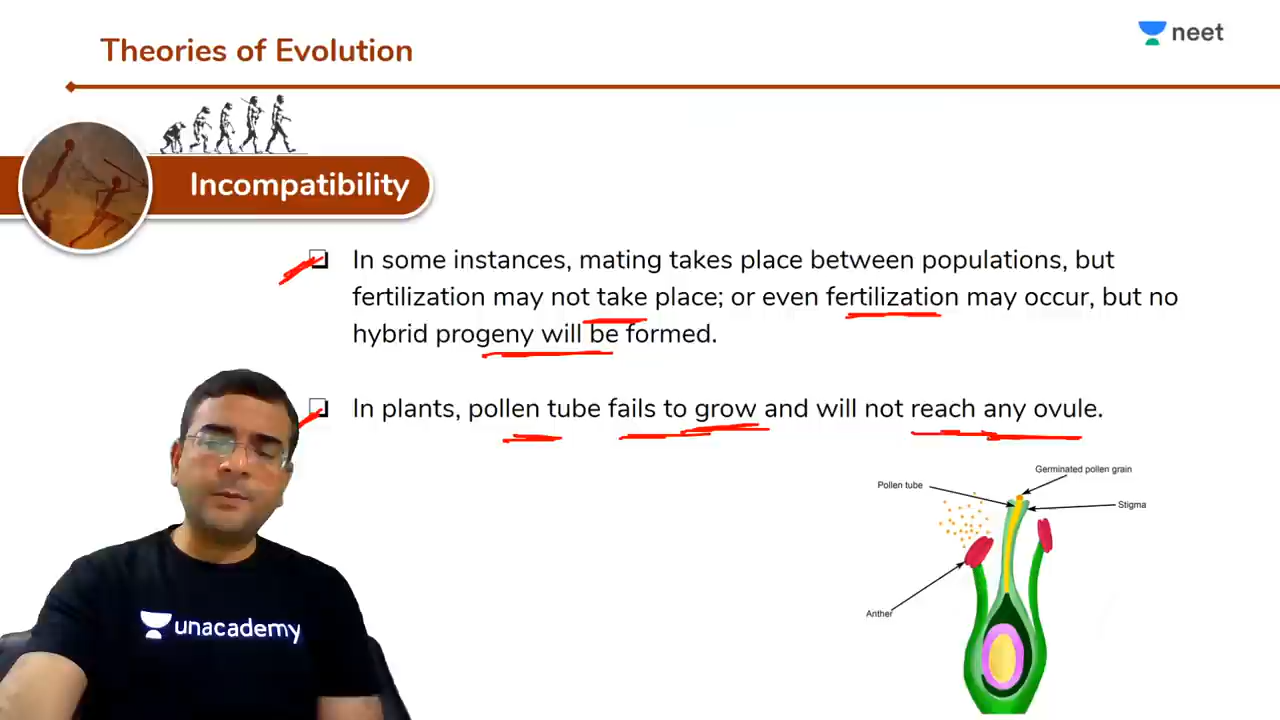 Theories of Evolution
neet
Incompatibility
In some instances, mating takes place between populations, but
fertilization may not take place; or even fertilization may occur, but no
hybrid progeny will be formed.
In plants, pollen tube fails to grow and will not reach any ovule.
Germinated pollen grain
Pollen tube
Stigma
Anther
unacademy